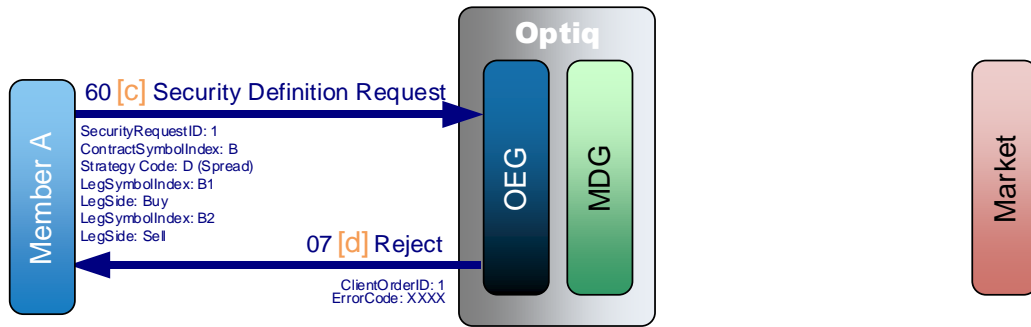 Optiq
60 [c] Security Definition Request
SecurityRequestID: 1
ContractSymbolIndex: B
Strategy Code: D (Spread)
LegSymbolIndex: B1
LegSide: Buy
LegSymbolIndex: B2
LegSide: Sell
07 [d] Reject
ClientOrderID: 1
ErrorCode: XXXX
Member A
OEG
MDG
Market